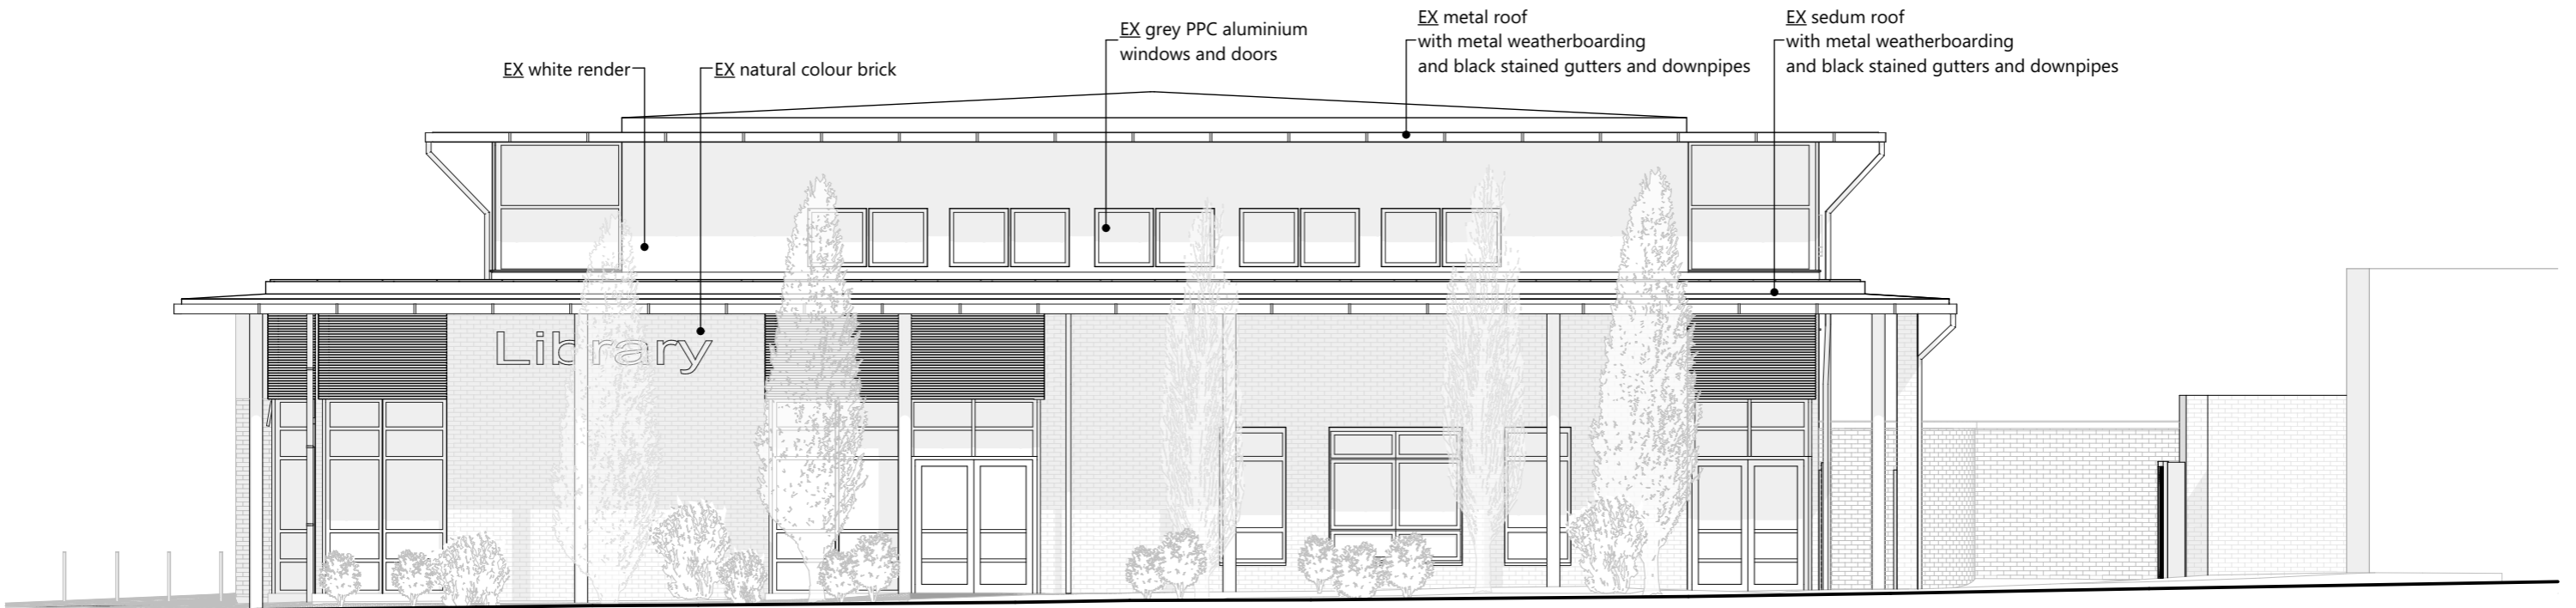 EX white render
EX natural colour brick
EX grey PPC aluminium
windows and doors
EX metal roof
with metal weatherboarding
and black stained gutters and downpipes
EX sedum roof
with metal weatherboarding
and black stained gutters and downpipes
Library